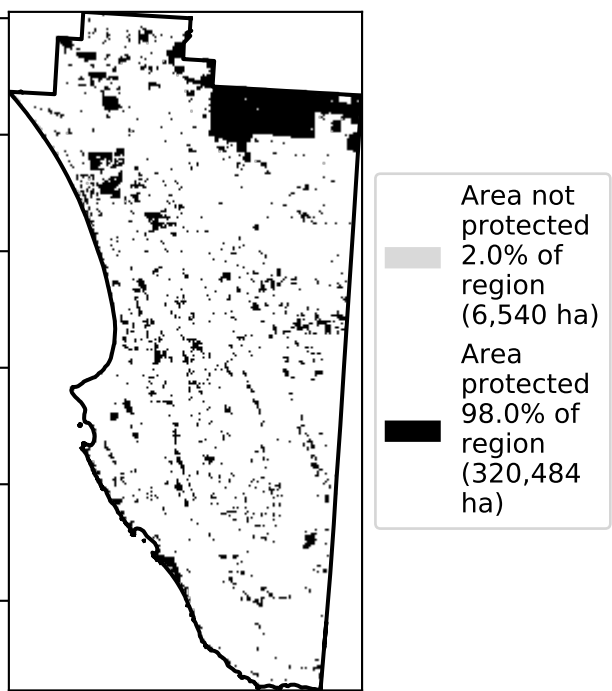 Area not
protected
2.0% of
region
(6,540 ha)
Area
protected
98.0% of
region
(320,484
ha)